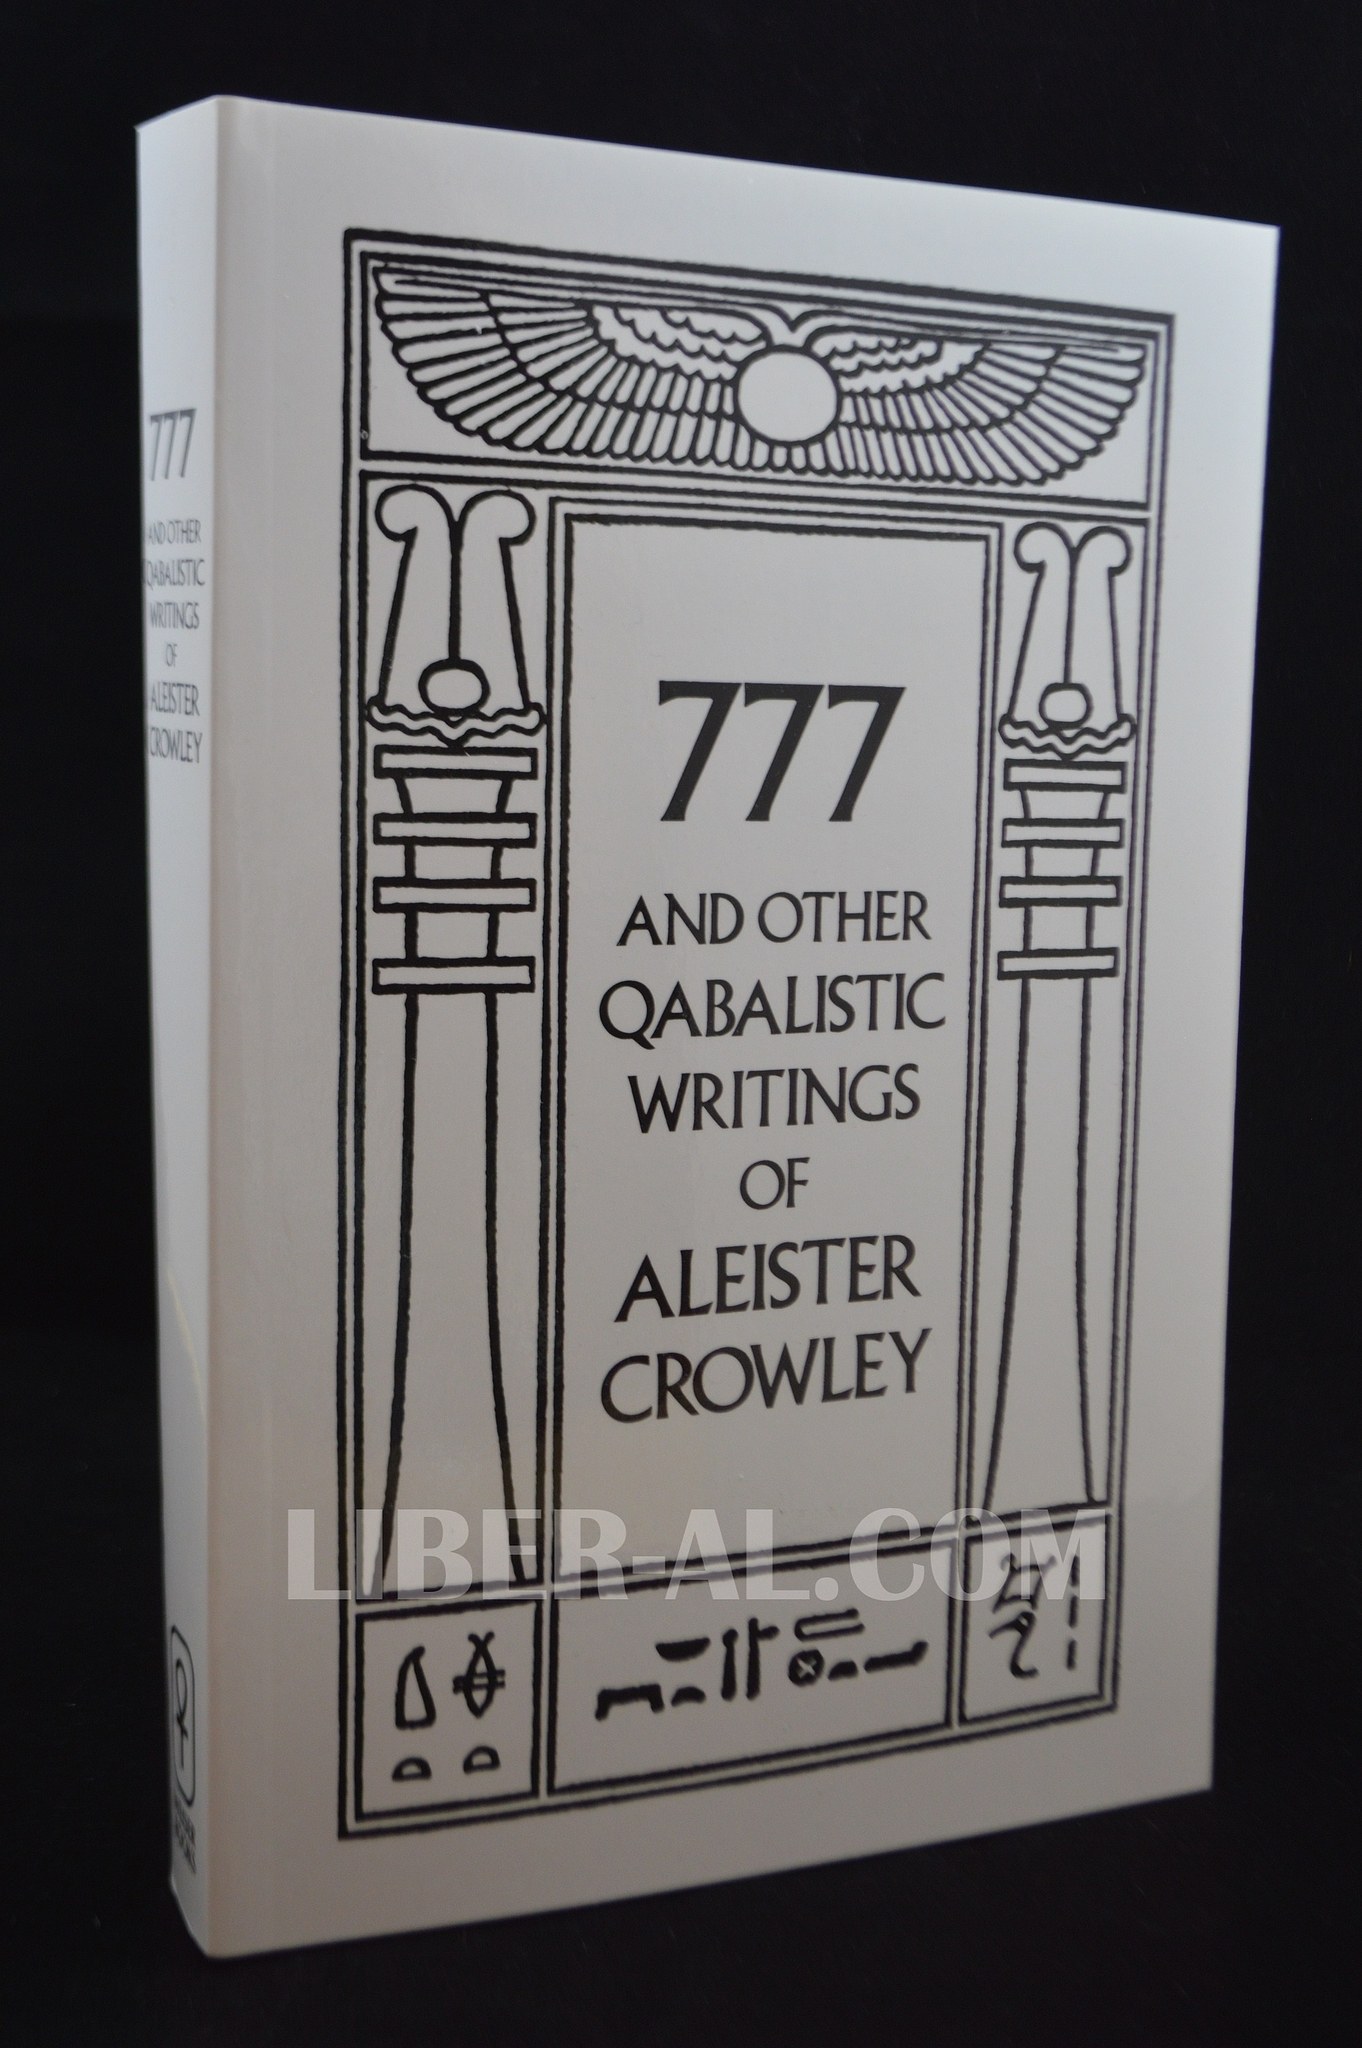 777
AND OTHER
QABALISTIC
WRITINGS
OF
ALEISTER
CROWLEY
777
AND OTHER
QABALISTIC
WRITINGS
OF
ALEISTER
CROWLEY
LIBER-AL.COM